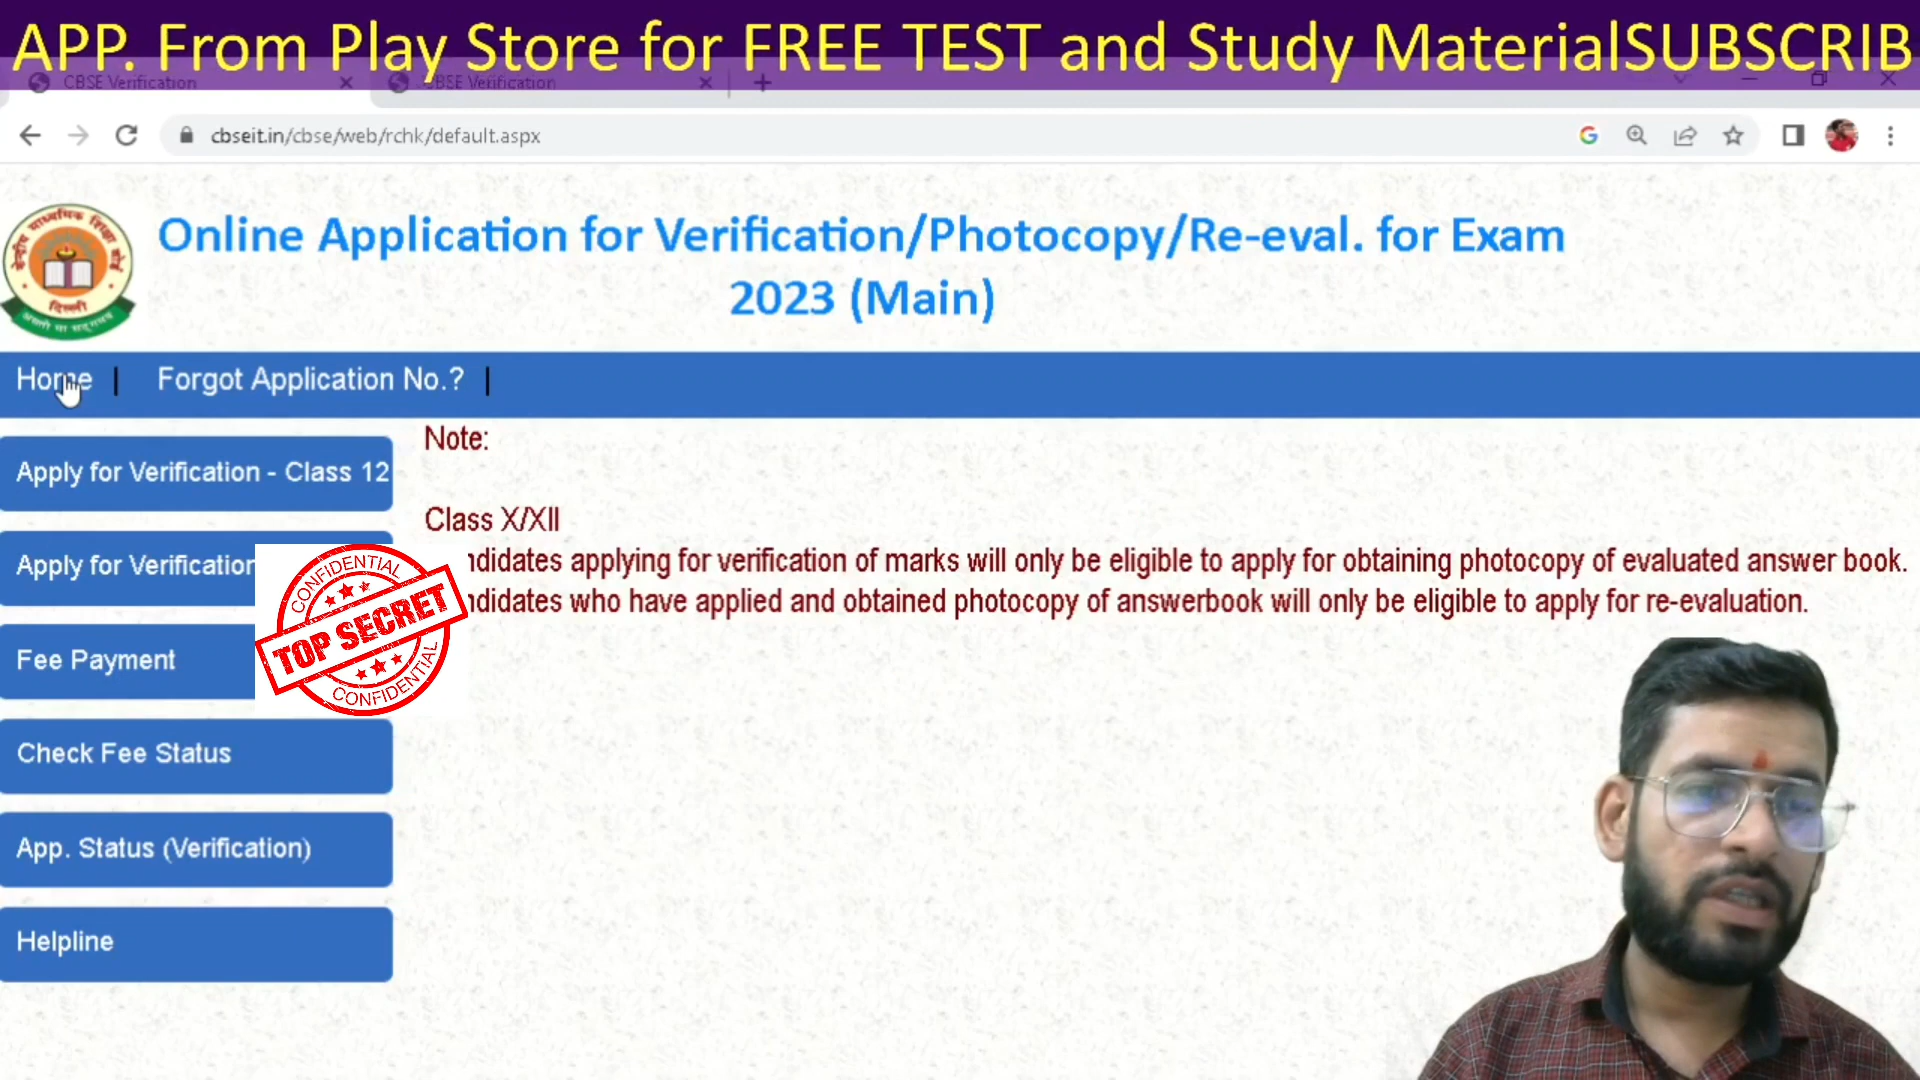 APP. From Play Store for FREE TEST and Study MaterialSUBSCRIB
CBSE Verification
CBSE Verification
cbseit.in/cbse/web/rchk/default.aspx
Online Application for Verification/Photocopy/Re-eval. for Exam
2023 (Main)
केन्द्रीय माध्यमिक शिक्षा बोर्ड
दिल्ली
असतो मा सद्गमय
Home | Forgot Application No.? |
Note:
Apply for Verification - Class 12
Class X/XII
Apply for Verification
ndidates applying for verification of marks will only be eligible to apply for obtaining photocopy of evaluated answer book.
ndidates who have applied and obtained photocopy of answerbook will only be eligible to apply for re-evaluation.
CONFIDENTIAL
TOP SECRET
CONFIDENTIAL
Fee Payment
Check Fee Status
App. Status (Verification)
Helpline